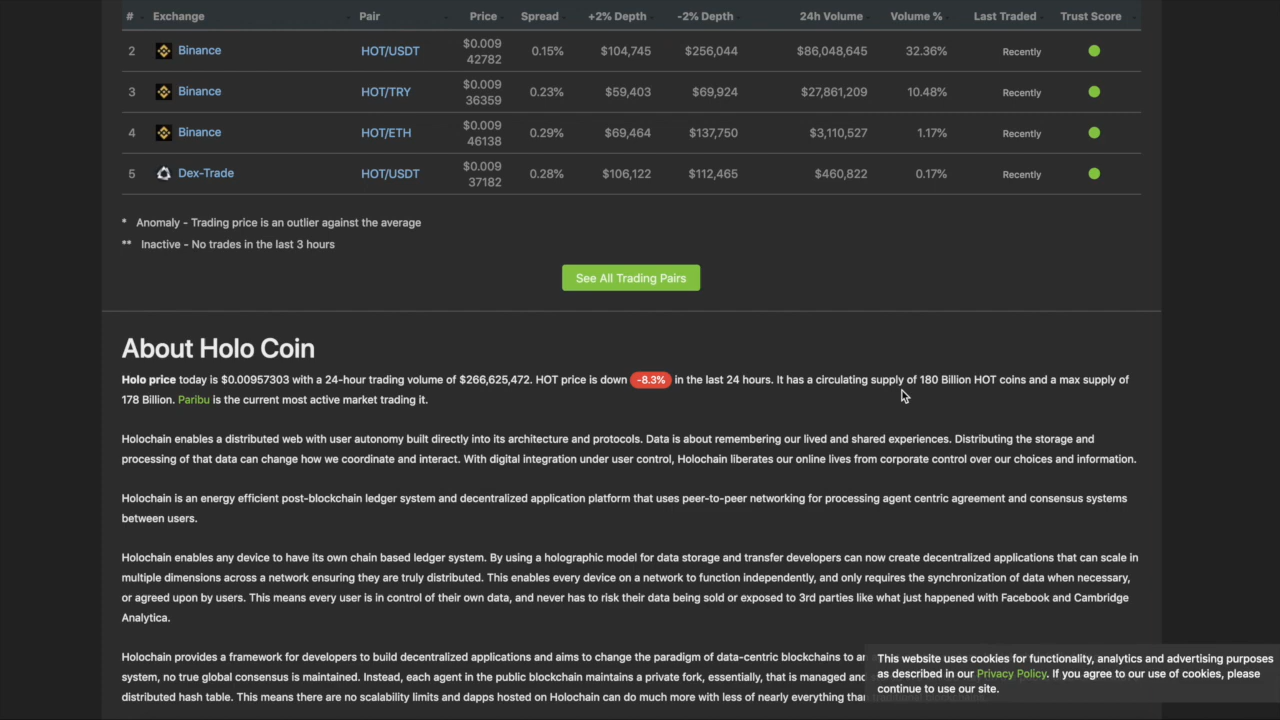 # Exchange Pair Price Spread +2% Depth -2% Depth 24h Volume Volume % Last Traded Trust Score
2 Binance HOT/USDT $0.009 42782 0.15% $104,745 $256,044 $86,048,645 32.36% Recently
3 Binance HOT/TRY $0.009 36359 0.23% $59,403 $69,924 $27,861,209 10.48% Recently
4 Binance HOT/ETH $0.009 46138 0.29% $69,464 $137,750 $3,110,527 1.17% Recently
5 Dex-Trade HOT/USDT $0.009 37182 0.28% $106,122 $112,465 $460,822 0.17% Recently
* Anomaly - Trading price is an outlier against the average
** Inactive - No trades in the last 3 hours
See All Trading Pairs
About Holo Coin
Holo price today is $0.00957303 with a 24-hour trading volume of $266,625,472. HOT price is down -8.3% in the last 24 hours. It has a circulating supply of 180 Billion HOT coins and a max supply of
178 Billion. Paribu is the current most active market trading it.
Holochain enables a distributed web with user autonomy built directly into its architecture and protocols. Data is about remembering our lived and shared experiences. Distributing the storage and
processing of that data can change how we coordinate and interact. With digital integration under user control, Holochain liberates our online lives from corporate control over our choices and information.
Holochain is an energy efficient post-blockchain ledger system and decentralized application platform that uses peer-to-peer networking for processing agent centric agreement and consensus systems
between users.
Holochain enables any device to have its own chain based ledger system. By using a holographic model for data storage and transfer developers can now create decentralized applications that can scale in
multiple dimensions across a network ensuring they are truly distributed. This enables every device on a network to function independently, and only requires the synchronization of data when necessary,
or agreed upon by users. This means every user is in control of their own data, and never has to risk their data being sold or exposed to 3rd parties like what just happened with Facebook and Cambridge
Analytica.
Holochain provides a framework for developers to build decentralized applications and aims to change the paradigm of data-centric blockchains to
system, no true global consensus is maintained. Instead, each agent in the public blockchain maintains a private fork, essentially, that is managed and
distributed hash table. This means there are no scalability limits and dapps hosted on Holochain can do much more with less of nearly everything
This website uses cookies for functionality, analytics and advertising purposes
as described in our Privacy Policy. If you agree to our use of cookies, please
continue to use our site.